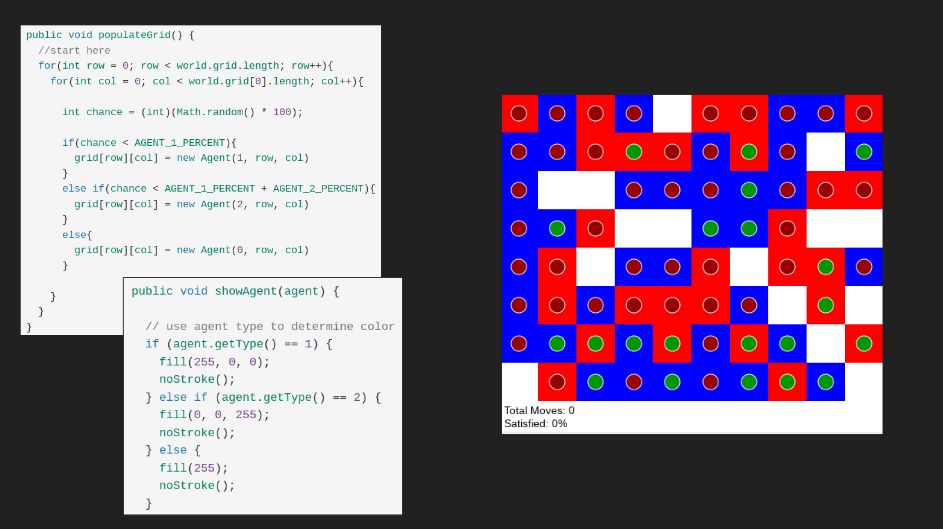 public void populateGrid() {
//start here
for(int row = 0; row < world.grid.length; row++){
for(int col = 0; col < world.grid[0].length; col++){
int chance = (int)(Math.random() * 100);
if(chance < AGENT_1_PERCENT){
grid[row][col] = new Agent(1, row, col)
}
else if(chance < AGENT_1_PERCENT + AGENT_2_PERCENT){
grid[row][col] = new Agent(2, row, col)
}
else{
grid[row][col] = new Agent(0, row, col)
}
}
}
}
public void showAgent(agent) {
// use agent type to determine color
if (agent.getType() == 1) {
fill(255, 0, 0);
noStroke();
} else if (agent.getType() == 2) {
fill(0, 0, 255);
noStroke();
} else {
fill(255);
noStroke();
}
Total Moves: 0
Satisfied: 0%